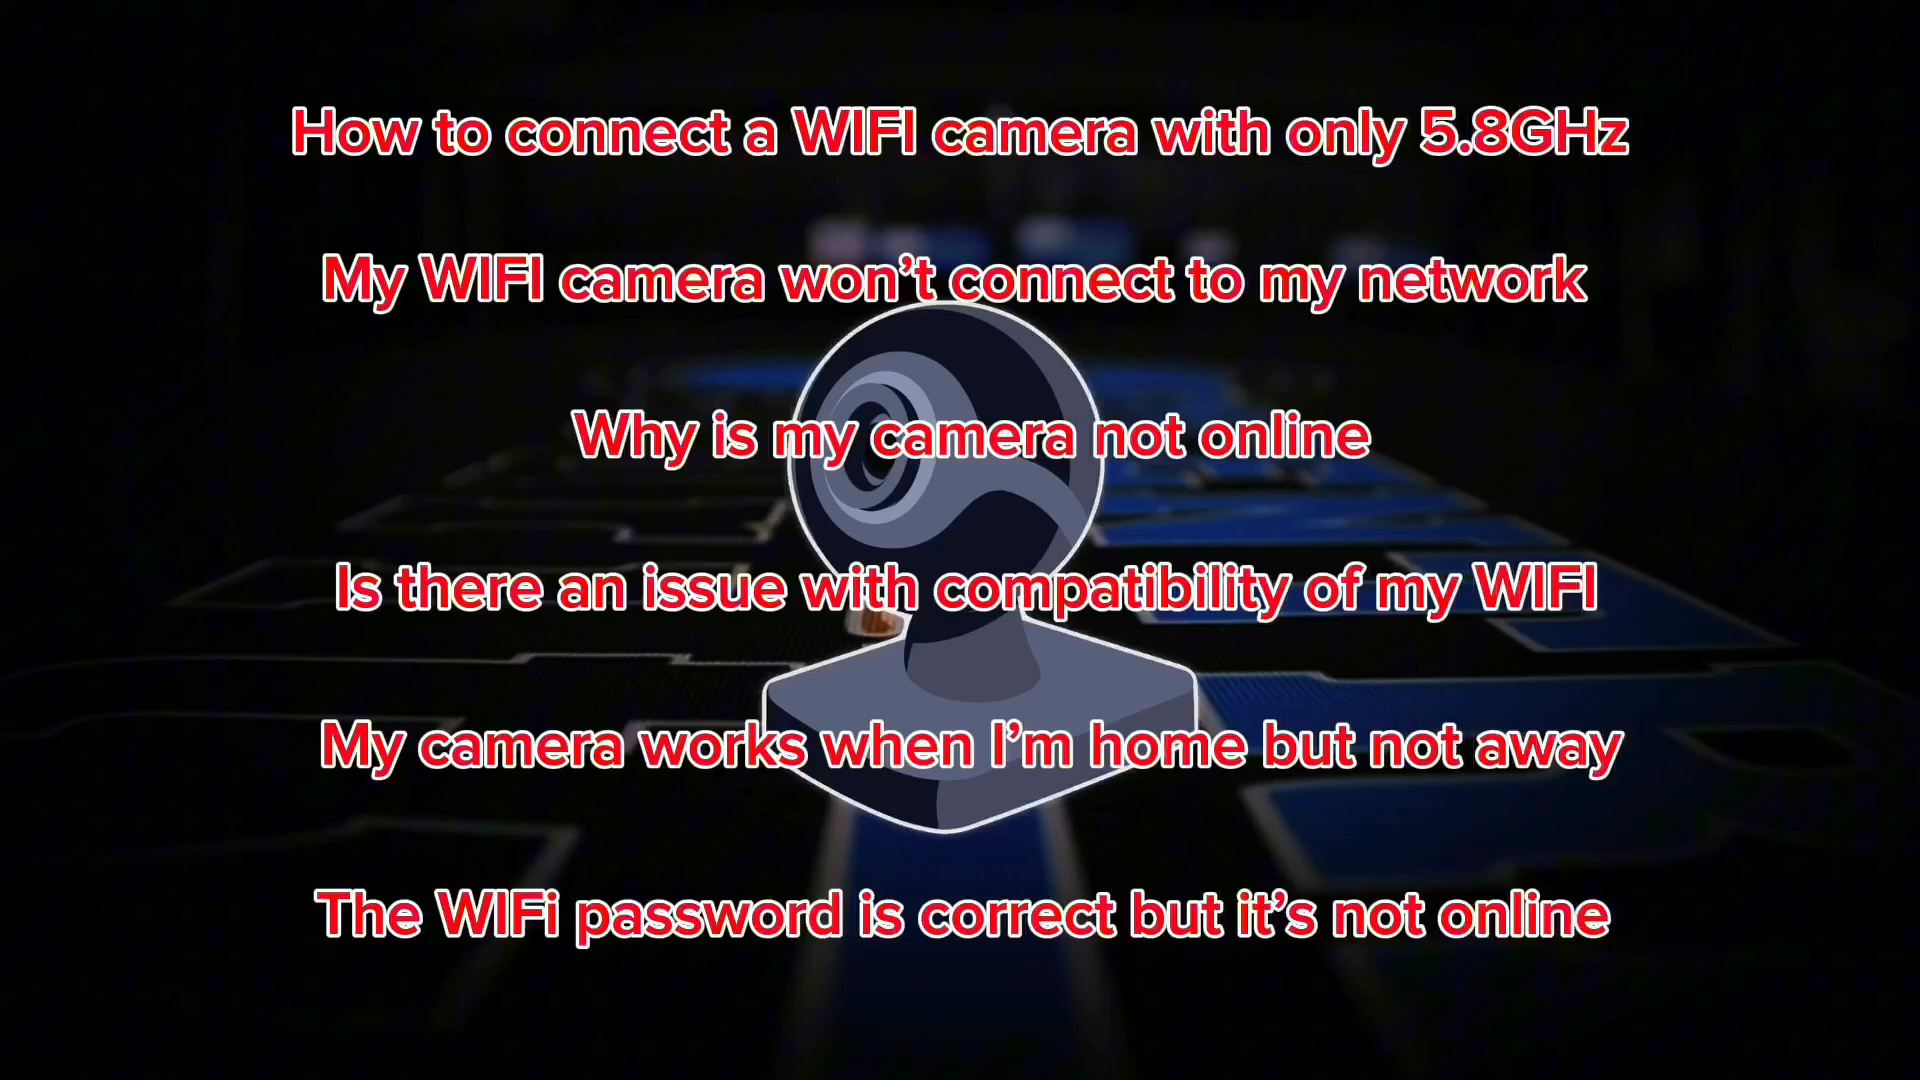 How to connect a WIFI camera with only 5.8GHz
My WIFI camera won’t connect to my network
Why is my camera not online
Is there an issue with compatibility of my WIFI
My camera works when I’m home but not away
The WIFi password is correct but it’s not online